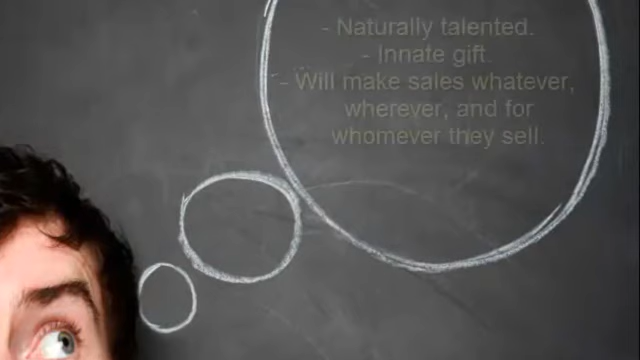 - Naturally talented.
- Innate gift.
- Will make sales whatever,
wherever, and for
whomever they sell.